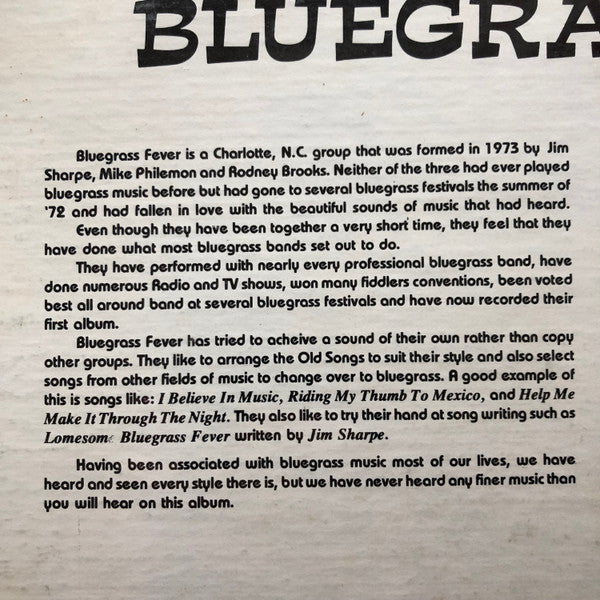 BLUEGRA
Bluegrass Fever is a Charlotte, N.C. group that was formed in 1973 by Jim
Sharpe, Mike Philemon and Rodney Brooks. Neither of the three had ever played
bluegrass music before but had gone to several bluegrass festivals the summer of
'72 and had fallen in love with the beautiful sounds of music that had heard.
Even though they have been together a very short time, they feel that they
have done what most bluegrass bands set out to do.
They have performed with nearly every professional bluegrass band, have
done numerous Radio and TV shows, won many fiddlers conventions, been voted
best all around band at several bluegrass festivals and have now recorded their
first album.
Bluegrass Fever has tried to acheive a sound of their own rather than copy
other groups. They like to arrange the Old Songs to suit their style and also select
songs from other fields of music to change over to bluegrass. A good example of
this is songs like: I Believe In Music, Riding My Thumb To Mexico, and Help Me
Make It Through The Night. They also like to try their hand at song writing such as
Lonesome Bluegrass Fever written by Jim Sharpe.
Having been associated with bluegrass music most of our lives, we have
heard and seen every style there is, but we have never heard any finer music than
you will hear on this album.